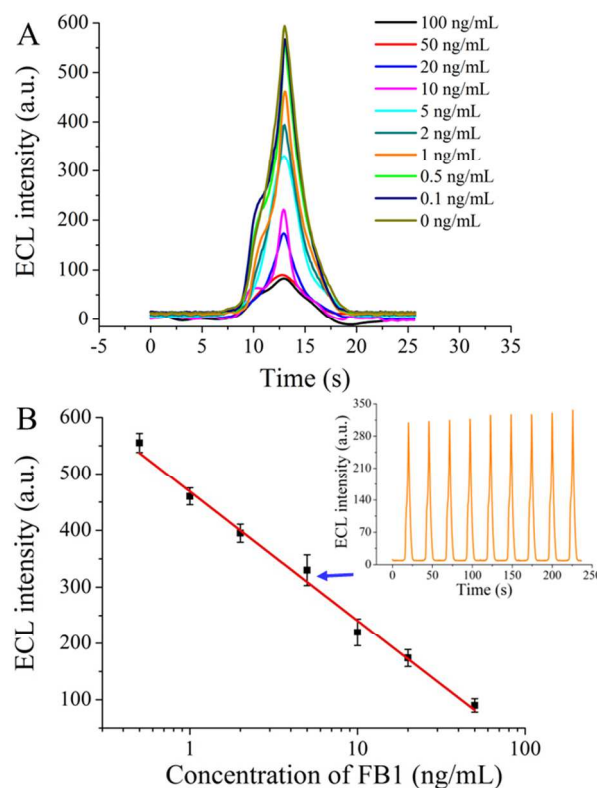 A
ECL intensity (a.u.)
600
500
400
300
200
100
0
100 ng/mL
50 ng/mL
20 ng/mL
10 ng/mL
5 ng/mL
2 ng/mL
1 ng/mL
0.5 ng/mL
0.1 ng/mL
0 ng/mL
-5 0 5 10 15 20 25 30 35
Time (s)
B
ECL intensity (a.u.)
600
500
400
300
200
100
ECL intensity (a.u.)
350
280
210
140
70
0
0 50 100 150 200 250
Time (s)
1 10 100
Concentration of FB1 (ng/mL)